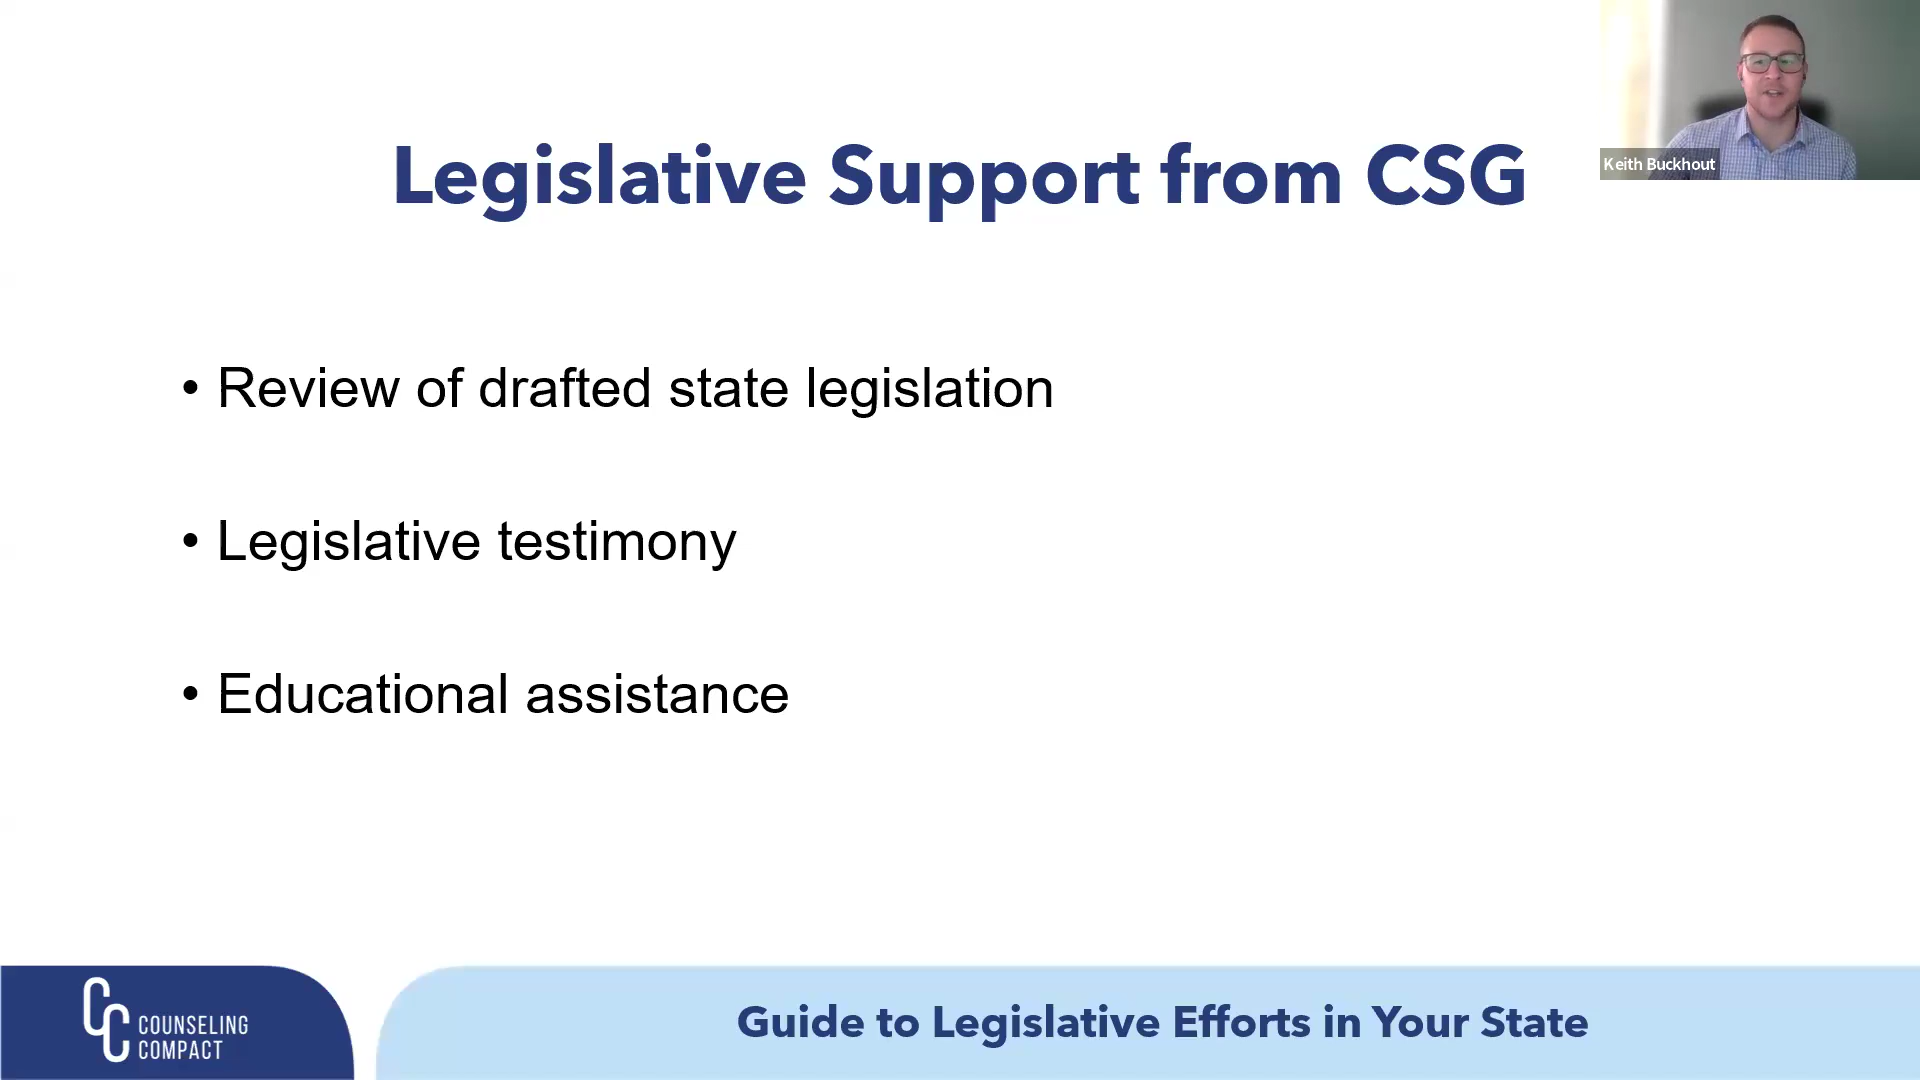 Keith Buckhout
Legislative Support from CSG
• Review of drafted state legislation
• Legislative testimony
• Educational assistance
CC COUNSELING
COMPACT
Guide to Legislative Efforts in Your State